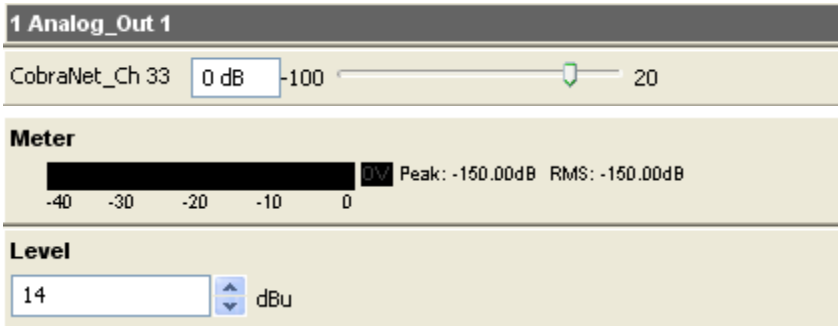 1 Analog_Out 1
CobraNet_Ch 33 0 dB -100 20
Meter
0V Peak: -150.00dB RMS: -150.00dB
-40 -30 -20 -10 0
Level
14 dBu